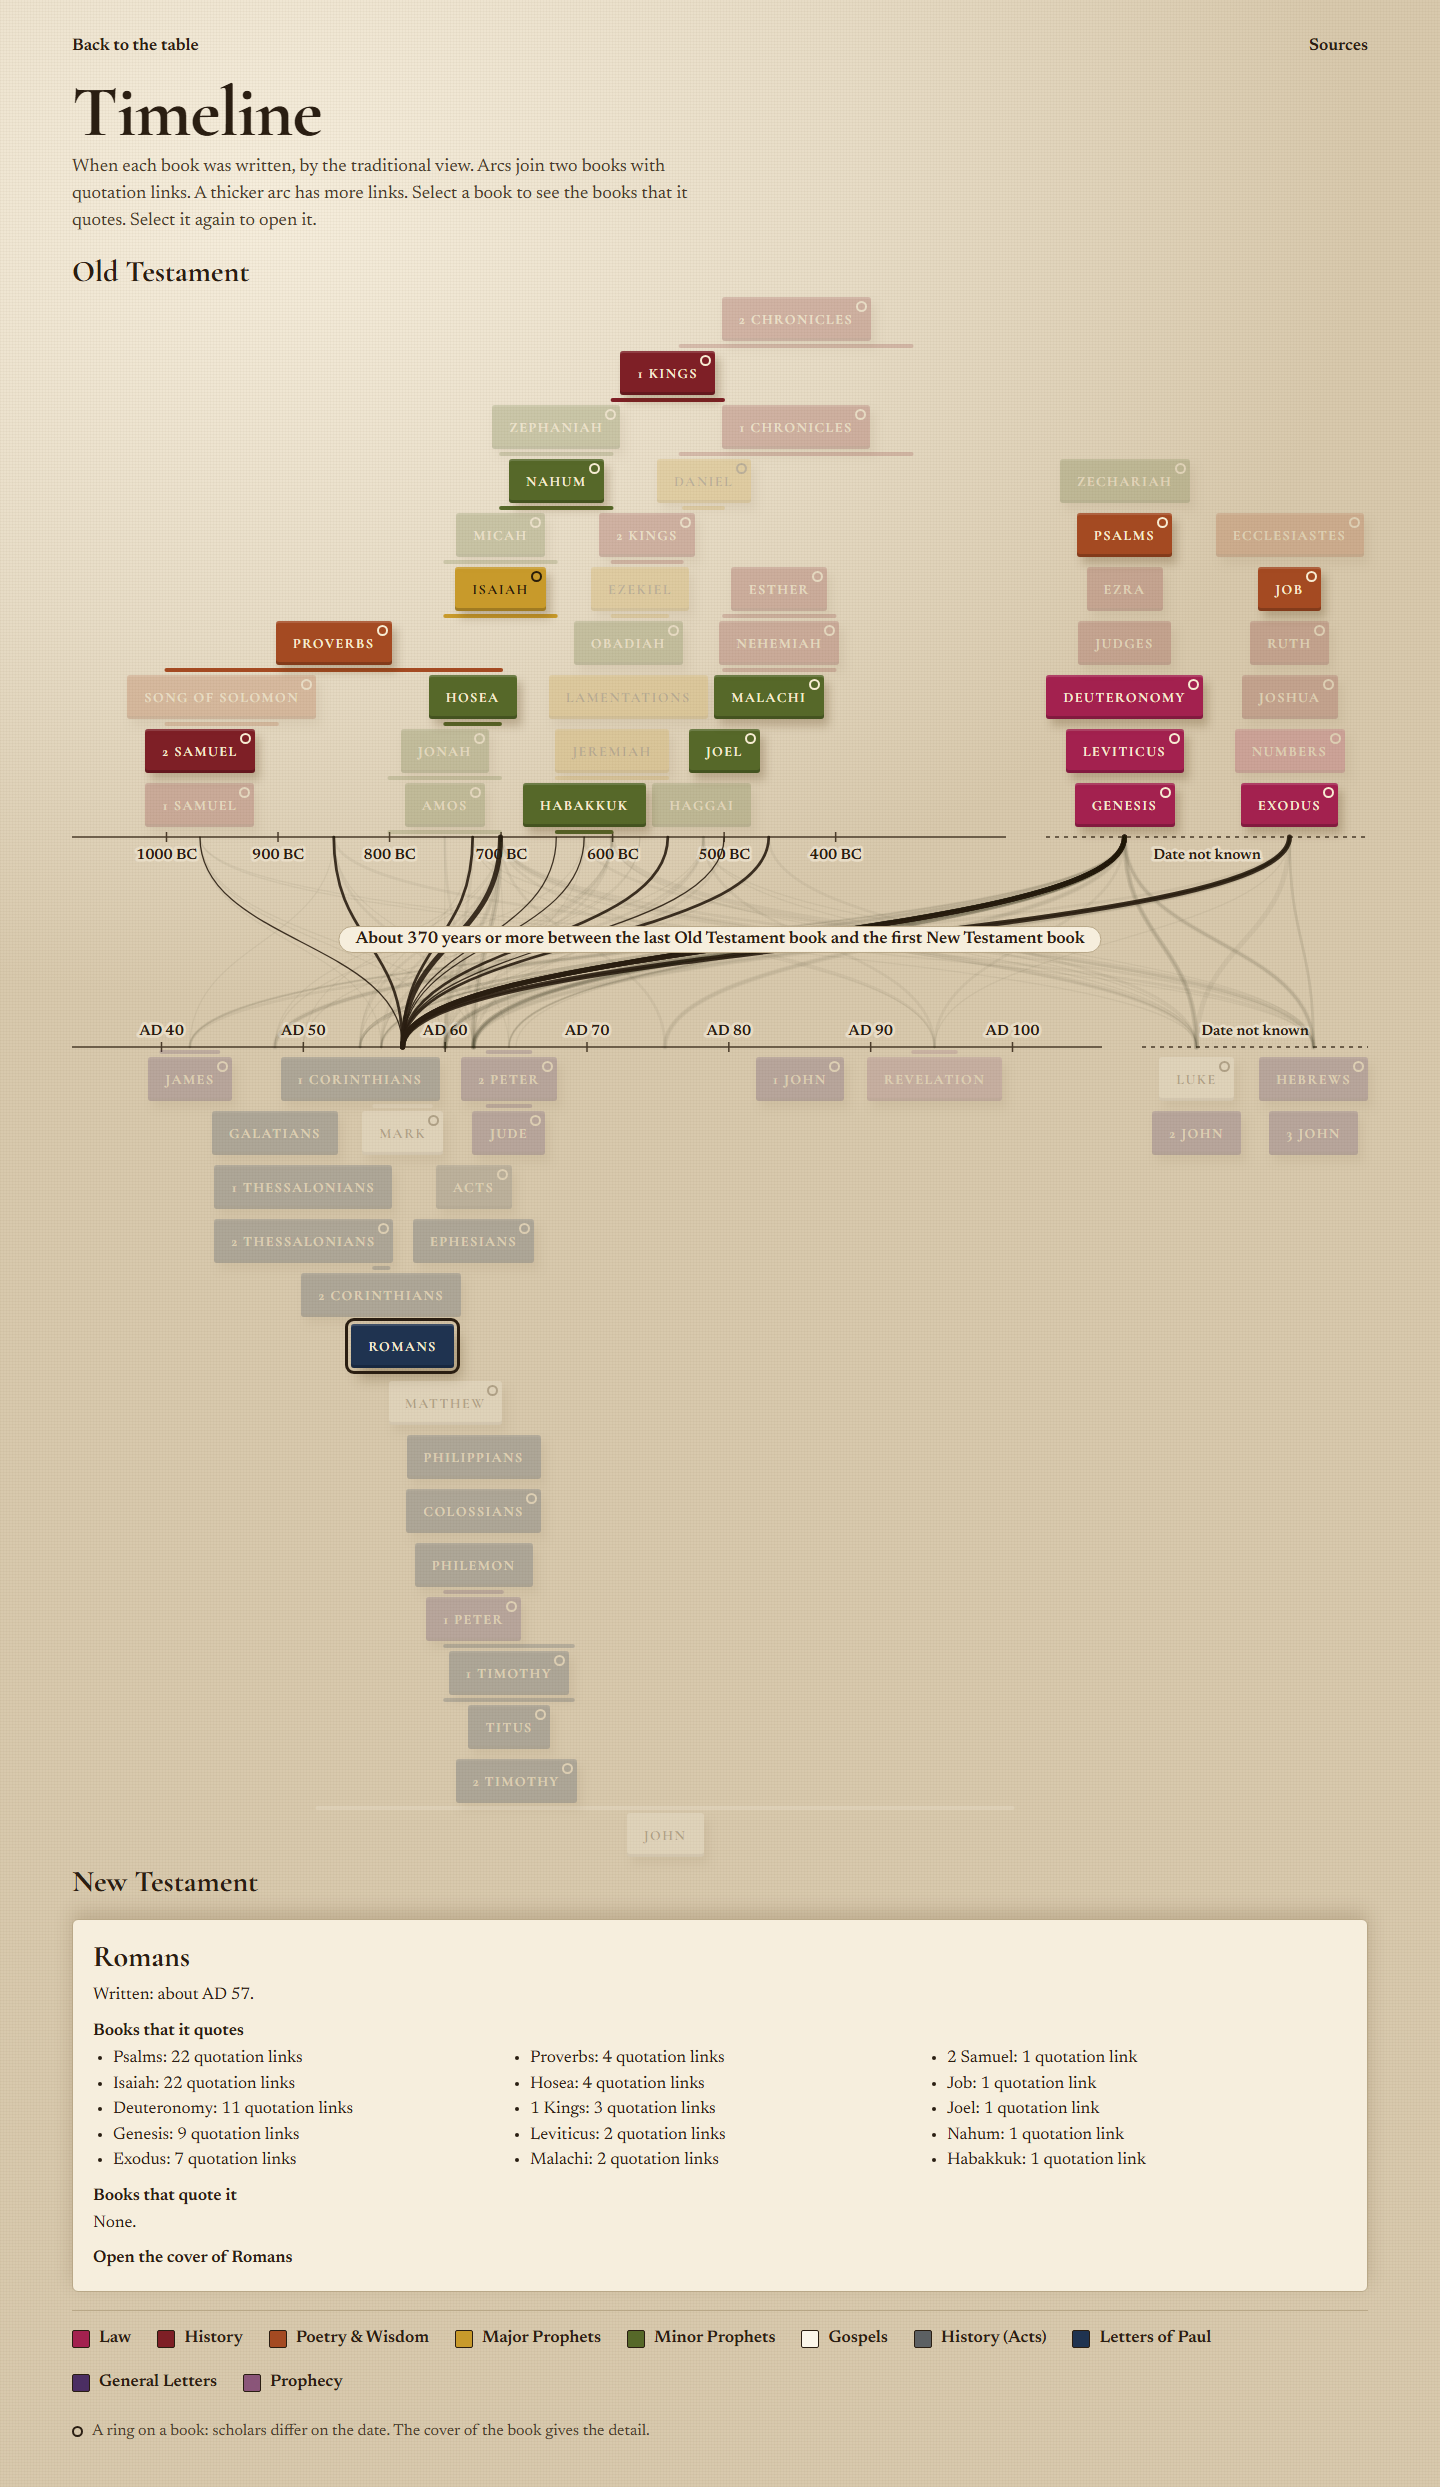 Back to the table
Sources
Timeline
When each book was written, by the traditional view. Arcs join two books with
quotation links. A thicker arc has more links. Select a book to see the books that it
quotes. Select it again to open it.
Old Testament
2 CHRONICLES
1 KINGS
ZEPHANIAH
1 CHRONICLES
NAHUM
DANIEL
ZECHARIAH
MICAH
2 KINGS
PSALMS
ECCLESIASTES
ISAIAH
EZEKIEL
ESTHER
EZRA
JOB
PROVERBS
OBADIAH
NEHEMIAH
JUDGES
RUTH
SONG OF SOLOMON
HOSEA
LAMENTATIONS
MALACHI
DEUTERONOMY
JOSHUA
2 SAMUEL
JONAH
JEREMIAH
JOEL
LEVITICUS
NUMBERS
1 SAMUEL
AMOS
HABAKKUK
HAGGAI
GENESIS
EXODUS
1000 BC
900 BC
800 BC
700 BC
600 BC
500 BC
400 BC
Date not known
About 370 years or more between the last Old Testament book and the first New Testament book
AD 40
AD 50
AD 60
AD 70
AD 80
AD 90
AD 100
Date not known
JAMES
1 CORINTHIANS
2 PETER
1 JOHN
REVELATION
LUKE
HEBREWS
GALATIANS
MARK
JUDE
2 JOHN
3 JOHN
1 THESSALONIANS
ACTS
2 THESSALONIANS
EPHESIANS
2 CORINTHIANS
ROMANS
MATTHEW
PHILIPPIANS
COLOSSIANS
PHILEMON
1 PETER
1 TIMOTHY
TITUS
2 TIMOTHY
JOHN
New Testament
Romans
Written: about AD 57.
Books that it quotes
• Psalms: 22 quotation links
• Isaiah: 22 quotation links
• Deuteronomy: 11 quotation links
• Genesis: 9 quotation links
• Exodus: 7 quotation links
• Proverbs: 4 quotation links
• Hosea: 4 quotation links
• 1 Kings: 3 quotation links
• Leviticus: 2 quotation links
• Malachi: 2 quotation links
• 2 Samuel: 1 quotation link
• Job: 1 quotation link
• Joel: 1 quotation link
• Nahum: 1 quotation link
• Habakkuk: 1 quotation link
Books that quote it
None.
Open the cover of Romans
Law
History
Poetry & Wisdom
Major Prophets
Minor Prophets
Gospels
History (Acts)
Letters of Paul
General Letters
Prophecy
A ring on a book: scholars differ on the date. The cover of the book gives the detail.